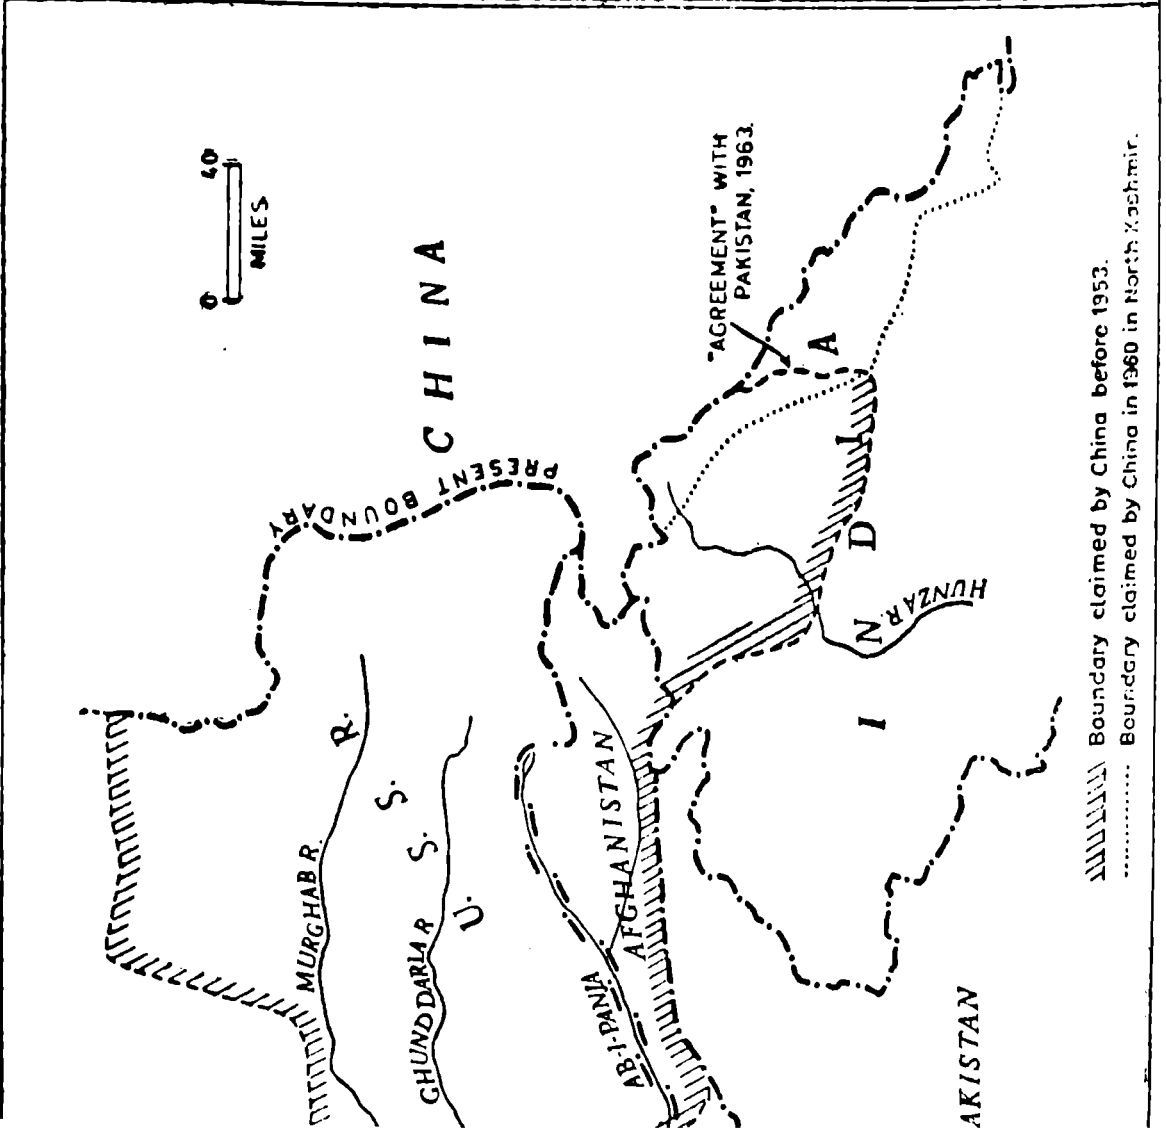 0 40
MILES
CHINA
PRESENT BOUNDARY
"AGREEMENT" WITH
PAKISTAN, 1963.
MURGHAB R.
GHUNDDARLA R
U. S. S. R.
AB-I-PANJA
AFGHANISTAN
HUNZA R.
INDIA
AKISTAN
Boundary claimed by China before 1953.
Boundary claimed by China in 1960 in North Kashmir.